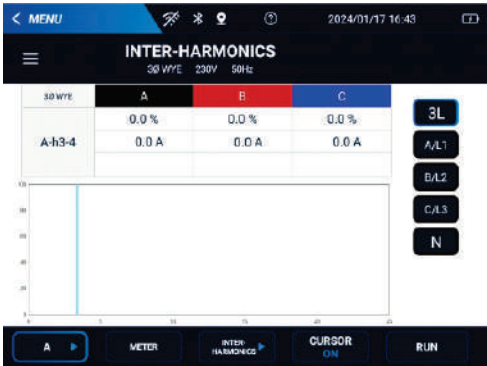 < MENU 2024/01/17 16:43
INTER-HARMONICS
3Ø WYE 230V 50Hz
3Ø WYE A B C
0.0 % 0.0 % 0.0 %
A-h3-4 0.0 A 0.0 A 0.0 A
3L
A/L1
B/L2
C/L3
N
A METER INTER-HARMONICS CURSOR ON RUN